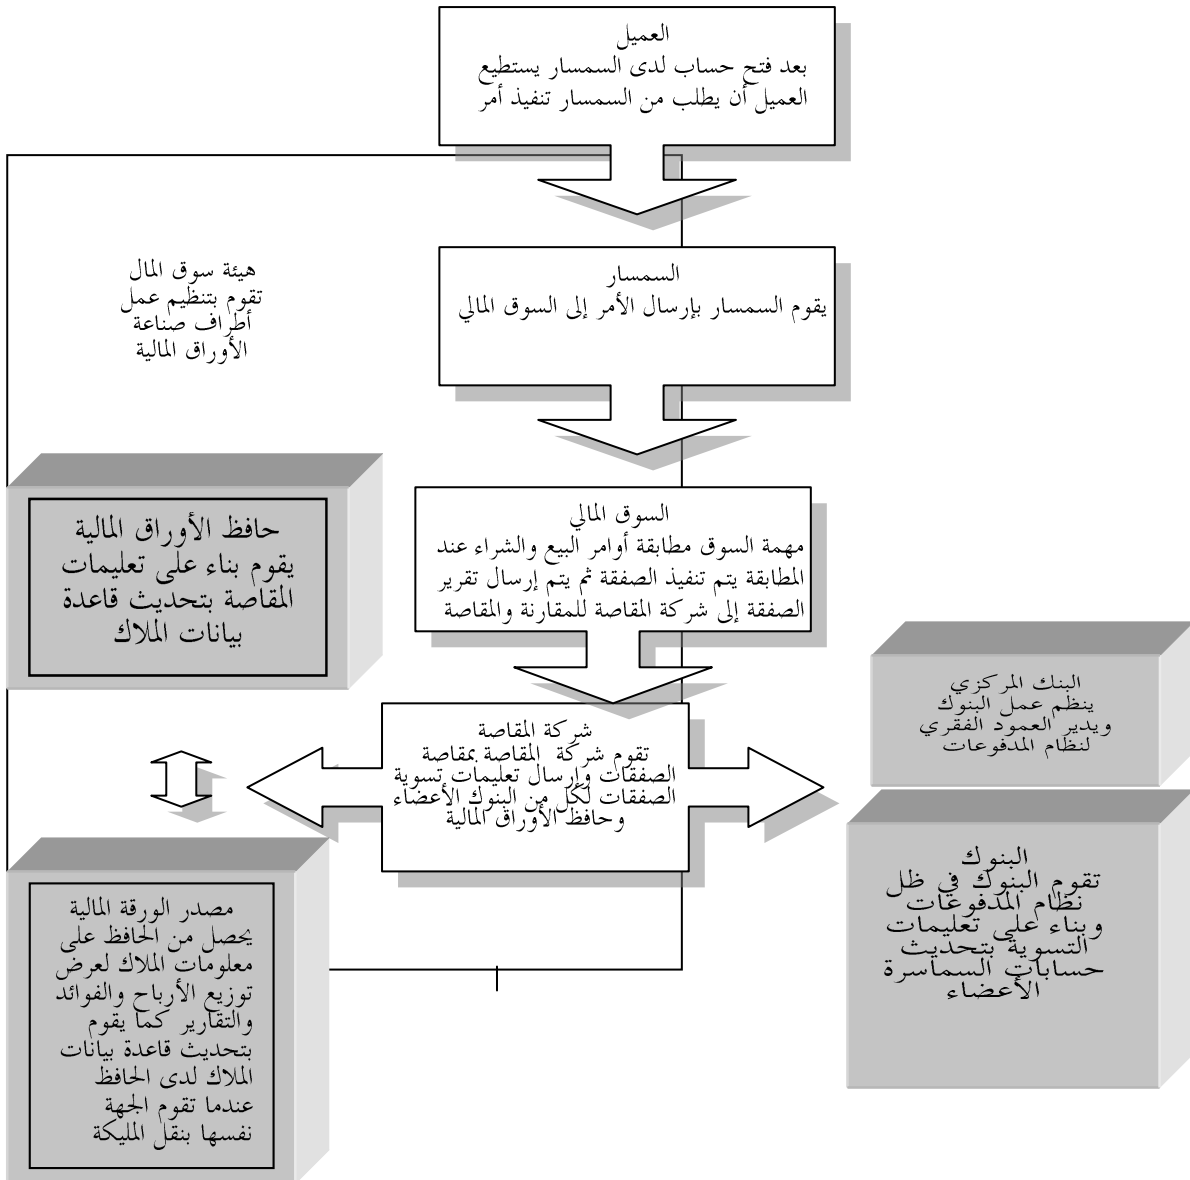 العميل
بعد فتح حساب لدى السمسار يستطيع
العميل أن يطلب من السمسار تنفيذ أمر
السمسار
يقوم السمسار بإرسال الأمر إلى السوق المالي
هيئة سوق المال
تقوم بتنظيم عمل
أطراف صناعة
الأوراق المالية
السوق المالي
مهمة السوق مطابقة أوامر البيع والشراء عند
المطابقة يتم تنفيذ الصفقة ثم يتم إرسال تقرير
الصفقة إلى شركة المقاصة للمقارنة والمقاصة
حافظ الأوراق المالية
يقوم بناء على تعليمات
المقاصة بتحديث قاعدة
بيانات الملاك
البنك المركزي
ينظم عمل البنوك
ويدير العمود الفقري
لنظام المدفوعات
شركة المقاصة
تقوم شركة المقاصة بمقاصة
الصفقات وإرسال تعليمات تسوية
الصفقات لكل من البنوك الأعضاء
وحافظ الأوراق المالية
البنوك
تقوم البنوك في ظل
نظام المدفوعات
وبناء على تعليمات
التسوية بتحديث
حسابات السماسرة
الأعضاء
مصدر الورقة المالية
يحصل من الحافظ على
معلومات الملاك لعرض
توزيع الأرباح والفوائد
والتقارير كما يقوم
بتحديث قاعدة بيانات
الملاك لدى الحافظ
عندما تقوم الجهة
نفسها بنقل المليكة